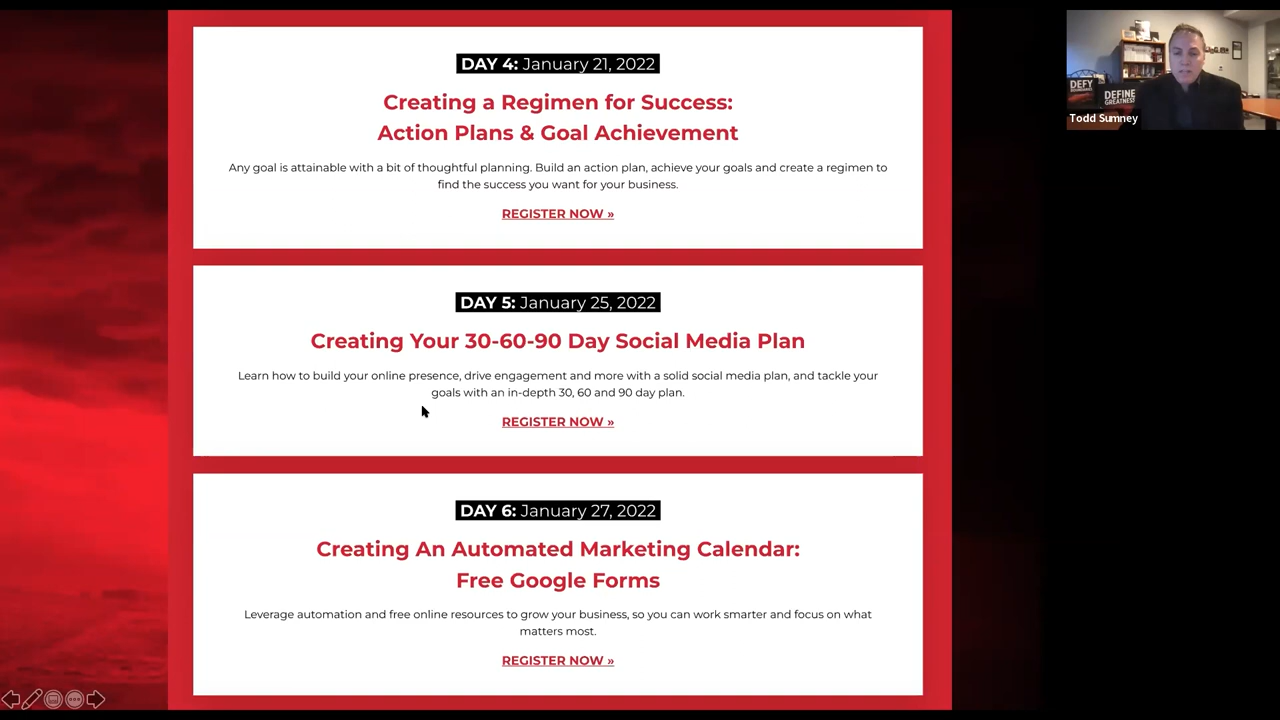 DAY 4: January 21, 2022
Creating a Regimen for Success:
Action Plans & Goal Achievement
Any goal is attainable with a bit of thoughtful planning. Build an action plan, achieve your goals and create a regimen to
find the success you want for your business.
REGISTER NOW »
DAY 5: January 25, 2022
Creating Your 30-60-90 Day Social Media Plan
Learn how to build your online presence, drive engagement and more with a solid social media plan, and tackle your
goals with an in-depth 30, 60 and 90 day plan.
REGISTER NOW »
DAY 6: January 27, 2022
Creating An Automated Marketing Calendar:
Free Google Forms
Leverage automation and free online resources to grow your business, so you can work smarter and focus on what
matters most.
REGISTER NOW »
DEFY
DEFINE
GREATNESS
Todd Sumney